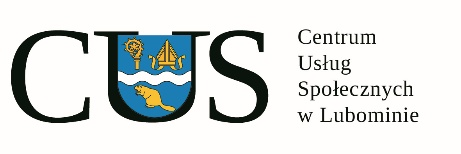 CUS
Centrum
Usług
Społecznych
w Lubominie